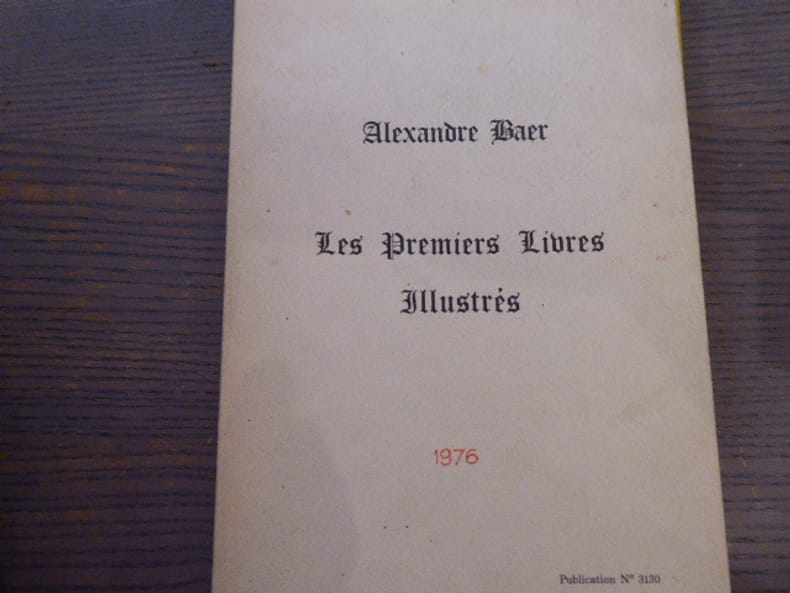 Alexandre Baer
Les Premiers Livres
Illustrés
1976
Publication N° 3130